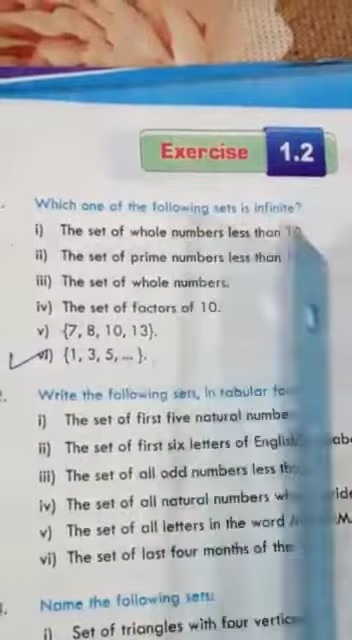 Exercise 1.2
Which one of the following sets is infinite?
i) The set of whole numbers less than
ii) The set of prime numbers less than
iii) The set of whole numbers.
iv) The set of factors of 10.
v) {7, 8, 10, 13}.
vi) {1, 3, 5, ... }.
Write the following sets, in tabular
i) The set of first five natural
ii) The set of first six letters of
iii) The set of all odd numbers less
iv) The set of all natural numbers
v) The set of all letters in the word
vi) The set of last four months of the
Name the following sets:
i) Set of triangles with four